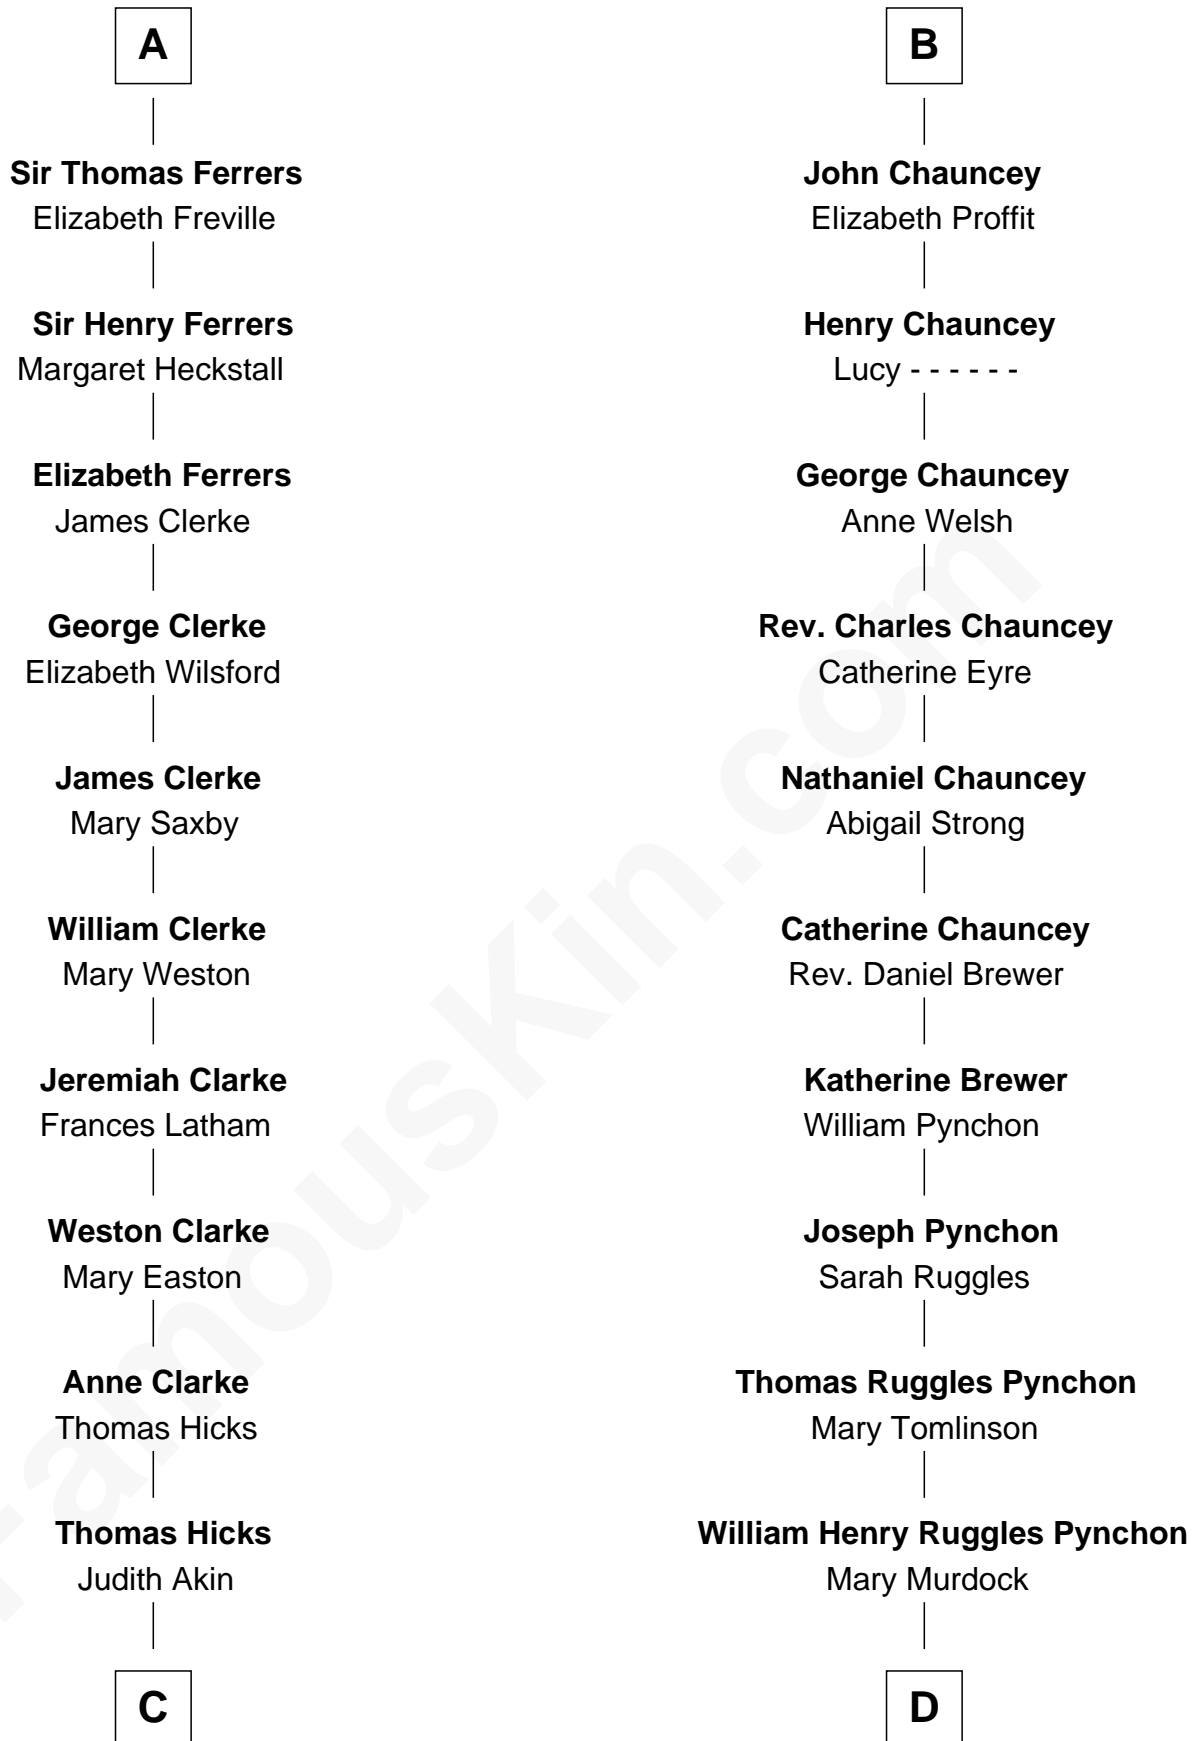 A
Sir Thomas Ferrers
Elizabeth Freville
Sir Henry Ferrers
Margaret Heckstall
Elizabeth Ferrers
James Clerke
George Clerke
Elizabeth Wilsford
James Clerke
Mary Saxby
William Clerke
Mary Weston
Jeremiah Clarke
Frances Latham
Weston Clarke
Mary Easton
Anne Clarke
Thomas Hicks
Thomas Hicks
Judith Akin
C
B
John Chauncey
Elizabeth Proffit
Henry Chauncey
Lucy - - - - - -
George Chauncey
Anne Welsh
Rev. Charles Chauncey
Catherine Eyre
Nathaniel Chauncey
Abigail Strong
Catherine Chauncey
Rev. Daniel Brewer
Katherine Brewer
William Pynchon
Joseph Pynchon
Sarah Ruggles
Thomas Ruggles Pynchon
Mary Tomlinson
William Henry Ruggles Pynchon
Mary Murdock
D
FamousKin.com